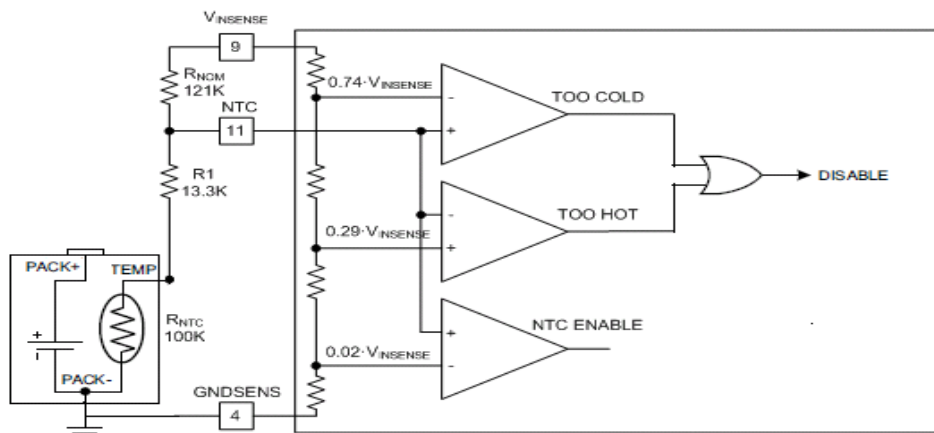 VINSENSE
9
RNOM
121K
0.74·VINSENSE
TOO COLD
-
+
NTC
11
DISABLE
R1
13.3K
TOO HOT
-
+
0.29·VINSENSE
PACK+
TEMP
RNTC
100K
+
-
NTC ENABLE
+
-
0.02·VINSENSE
PACK-
GNDSENS
4